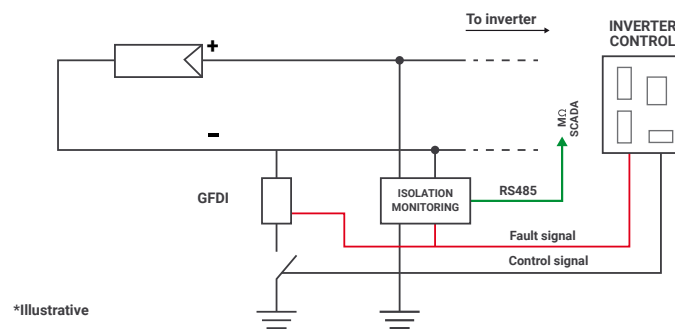 To inverter
INVERTER
CONTROL
+
–
MΩ
SCADA
GFDI
ISOLATION
MONITORING
RS485
Fault signal
Control signal
*Illustrative